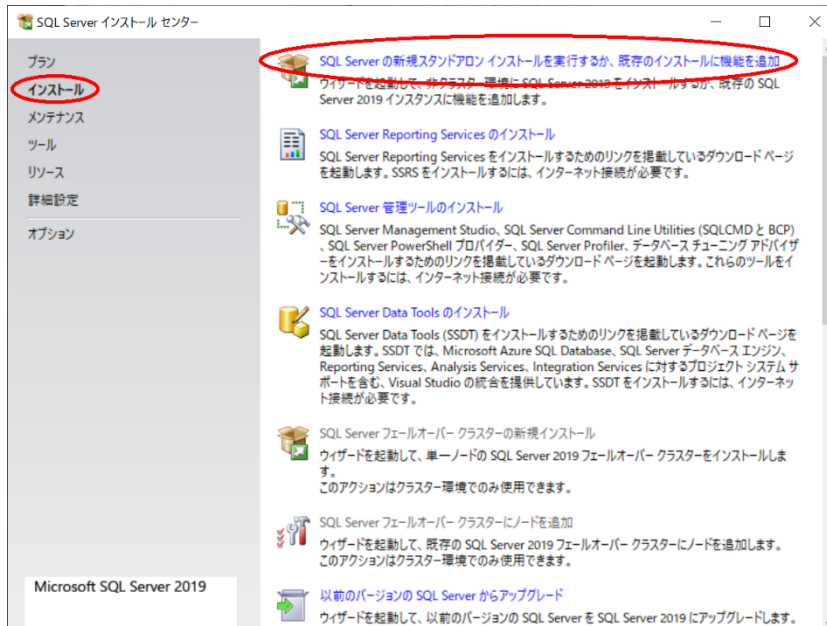 SQL Server インストール センター
プラン
インストール
メンテナンス
ツール
リソース
詳細設定
オプション
Microsoft SQL Server 2019
SQL Server の新規スタンドアロン インストールを実行するか、既存のインストールに機能を追加
ウィザードを起動して、非クラスター環境に SQL Server 2019 をインストールするか、既存の SQL
Server 2019 インスタンスに機能を追加します。
SQL Server Reporting Services のインストール
SQL Server Reporting Services をインストールするためのリンクを掲載しているダウンロード ページ
を起動します。SSRS をインストールするには、インターネット接続が必要です。
SQL Server 管理ツールのインストール
SQL Server Management Studio、SQL Server Command Line Utilities (SQLCMD と BCP)
、SQL Server PowerShell プロバイダー、SQL Server Profiler、データベース チューニング アドバイザ
ーをインストールするためのリンクを掲載しているダウンロード ページを起動します。これらのツールをイ
ンストールするには、インターネット接続が必要です。
SQL Server Data Tools のインストール
SQL Server Data Tools (SSDT) をインストールするためのリンクを掲載しているダウンロード ページを
起動します。SSDT では、Microsoft Azure SQL Database、SQL Server データベース エンジン、
Reporting Services、Analysis Services、Integration Services に対するプロジェクト システム サ
ポートを含む、Visual Studio の統合を提供しています。SSDT をインストールするには、インターネッ
ト接続が必要です。
SQL Server フェールオーバー クラスターの新規インストール
ウィザードを起動して、単一ノードの SQL Server 2019 フェールオーバー クラスターをインストールしま
す。
このアクションはクラスター環境でのみ使用できます。
SQL Server フェールオーバー クラスターにノードを追加
ウィザードを起動して、既存の SQL Server 2019 フェールオーバー クラスターにノードを追加します。
このアクションはクラスター環境でのみ使用できます。
以前のバージョンの SQL Server からアップグレード
ウィザードを起動して、以前のバージョンの SQL Server を SQL Server 2019 にアップグレードします。